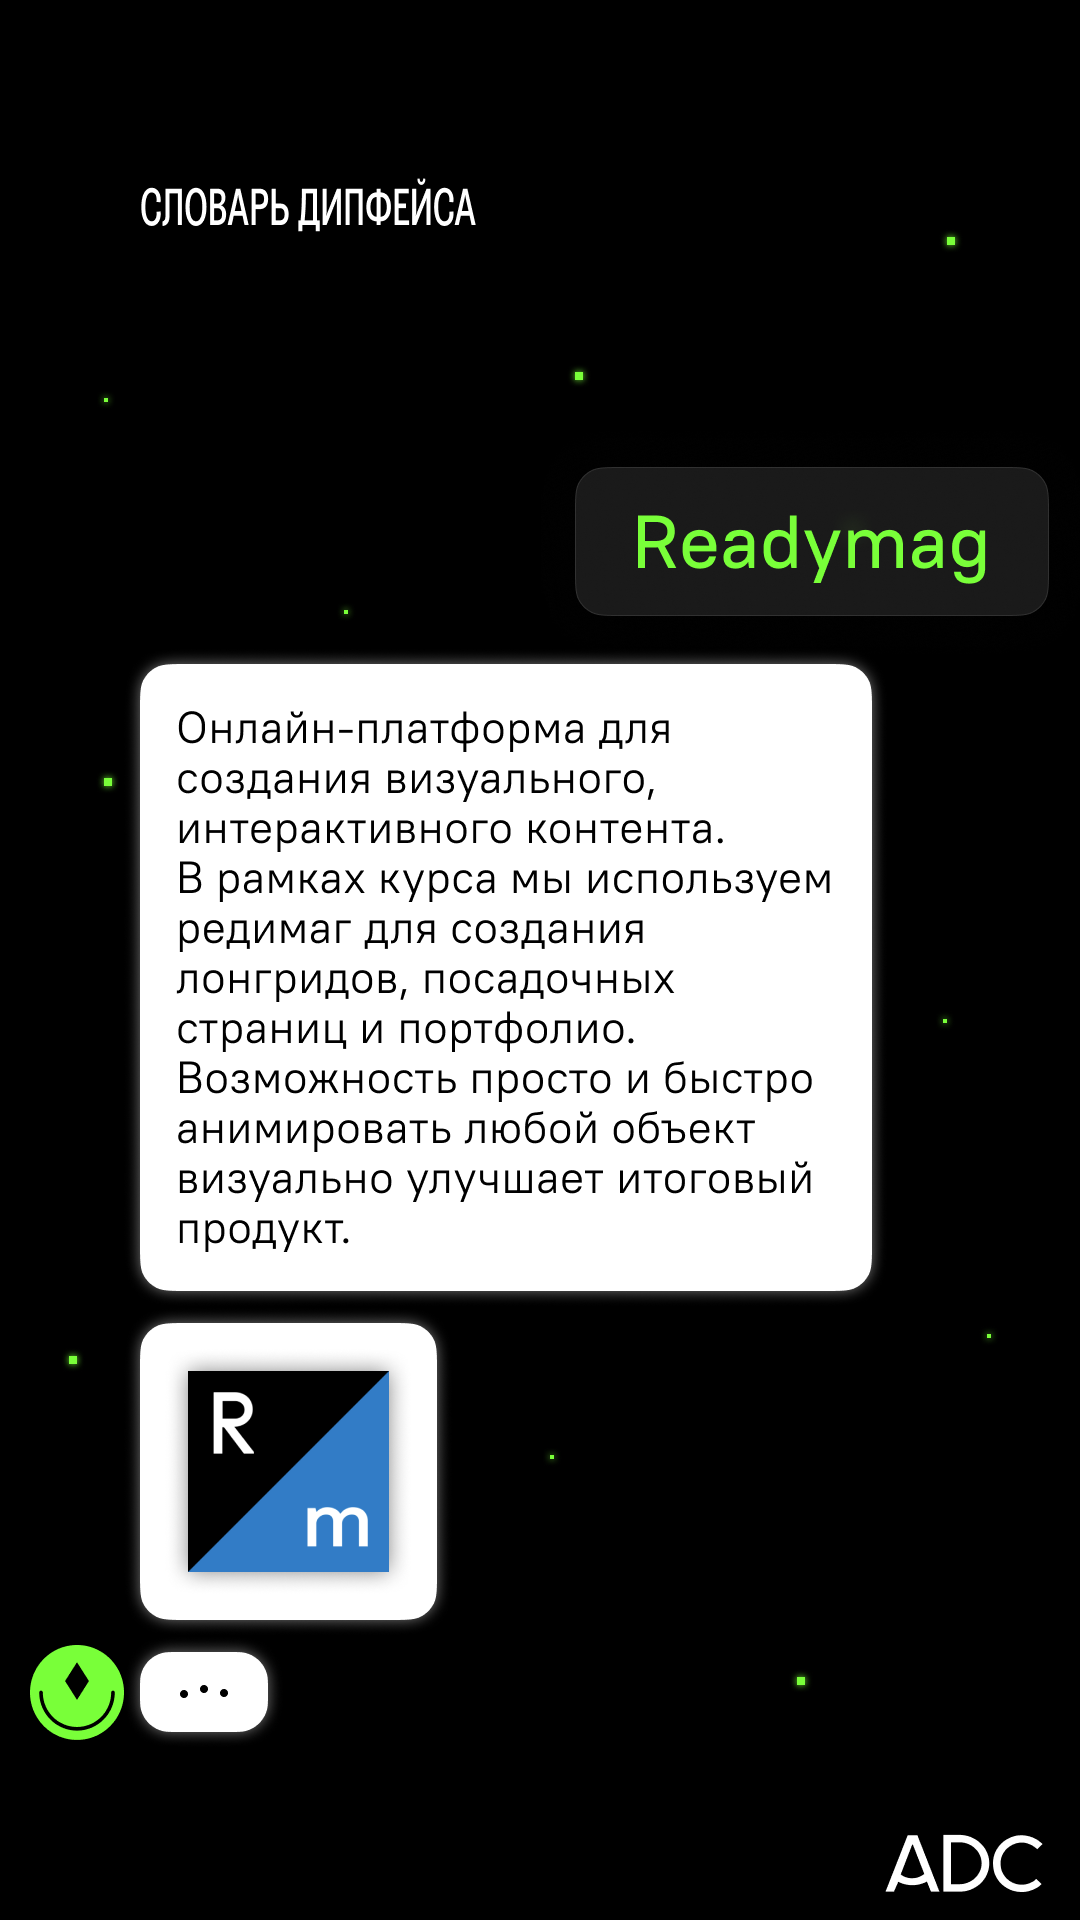 СЛОВАРЬ ДИПФЕЙСА
Readymag
Онлайн-платформа для
создания визуального,
интерактивного контента.
В рамках курса мы используем
редимаг для создания
лонгридов, посадочных
страниц и портфолио.
Возможность просто и быстро
анимировать любой объект
визуально улучшает итоговый
продукт.
R
m
ADC